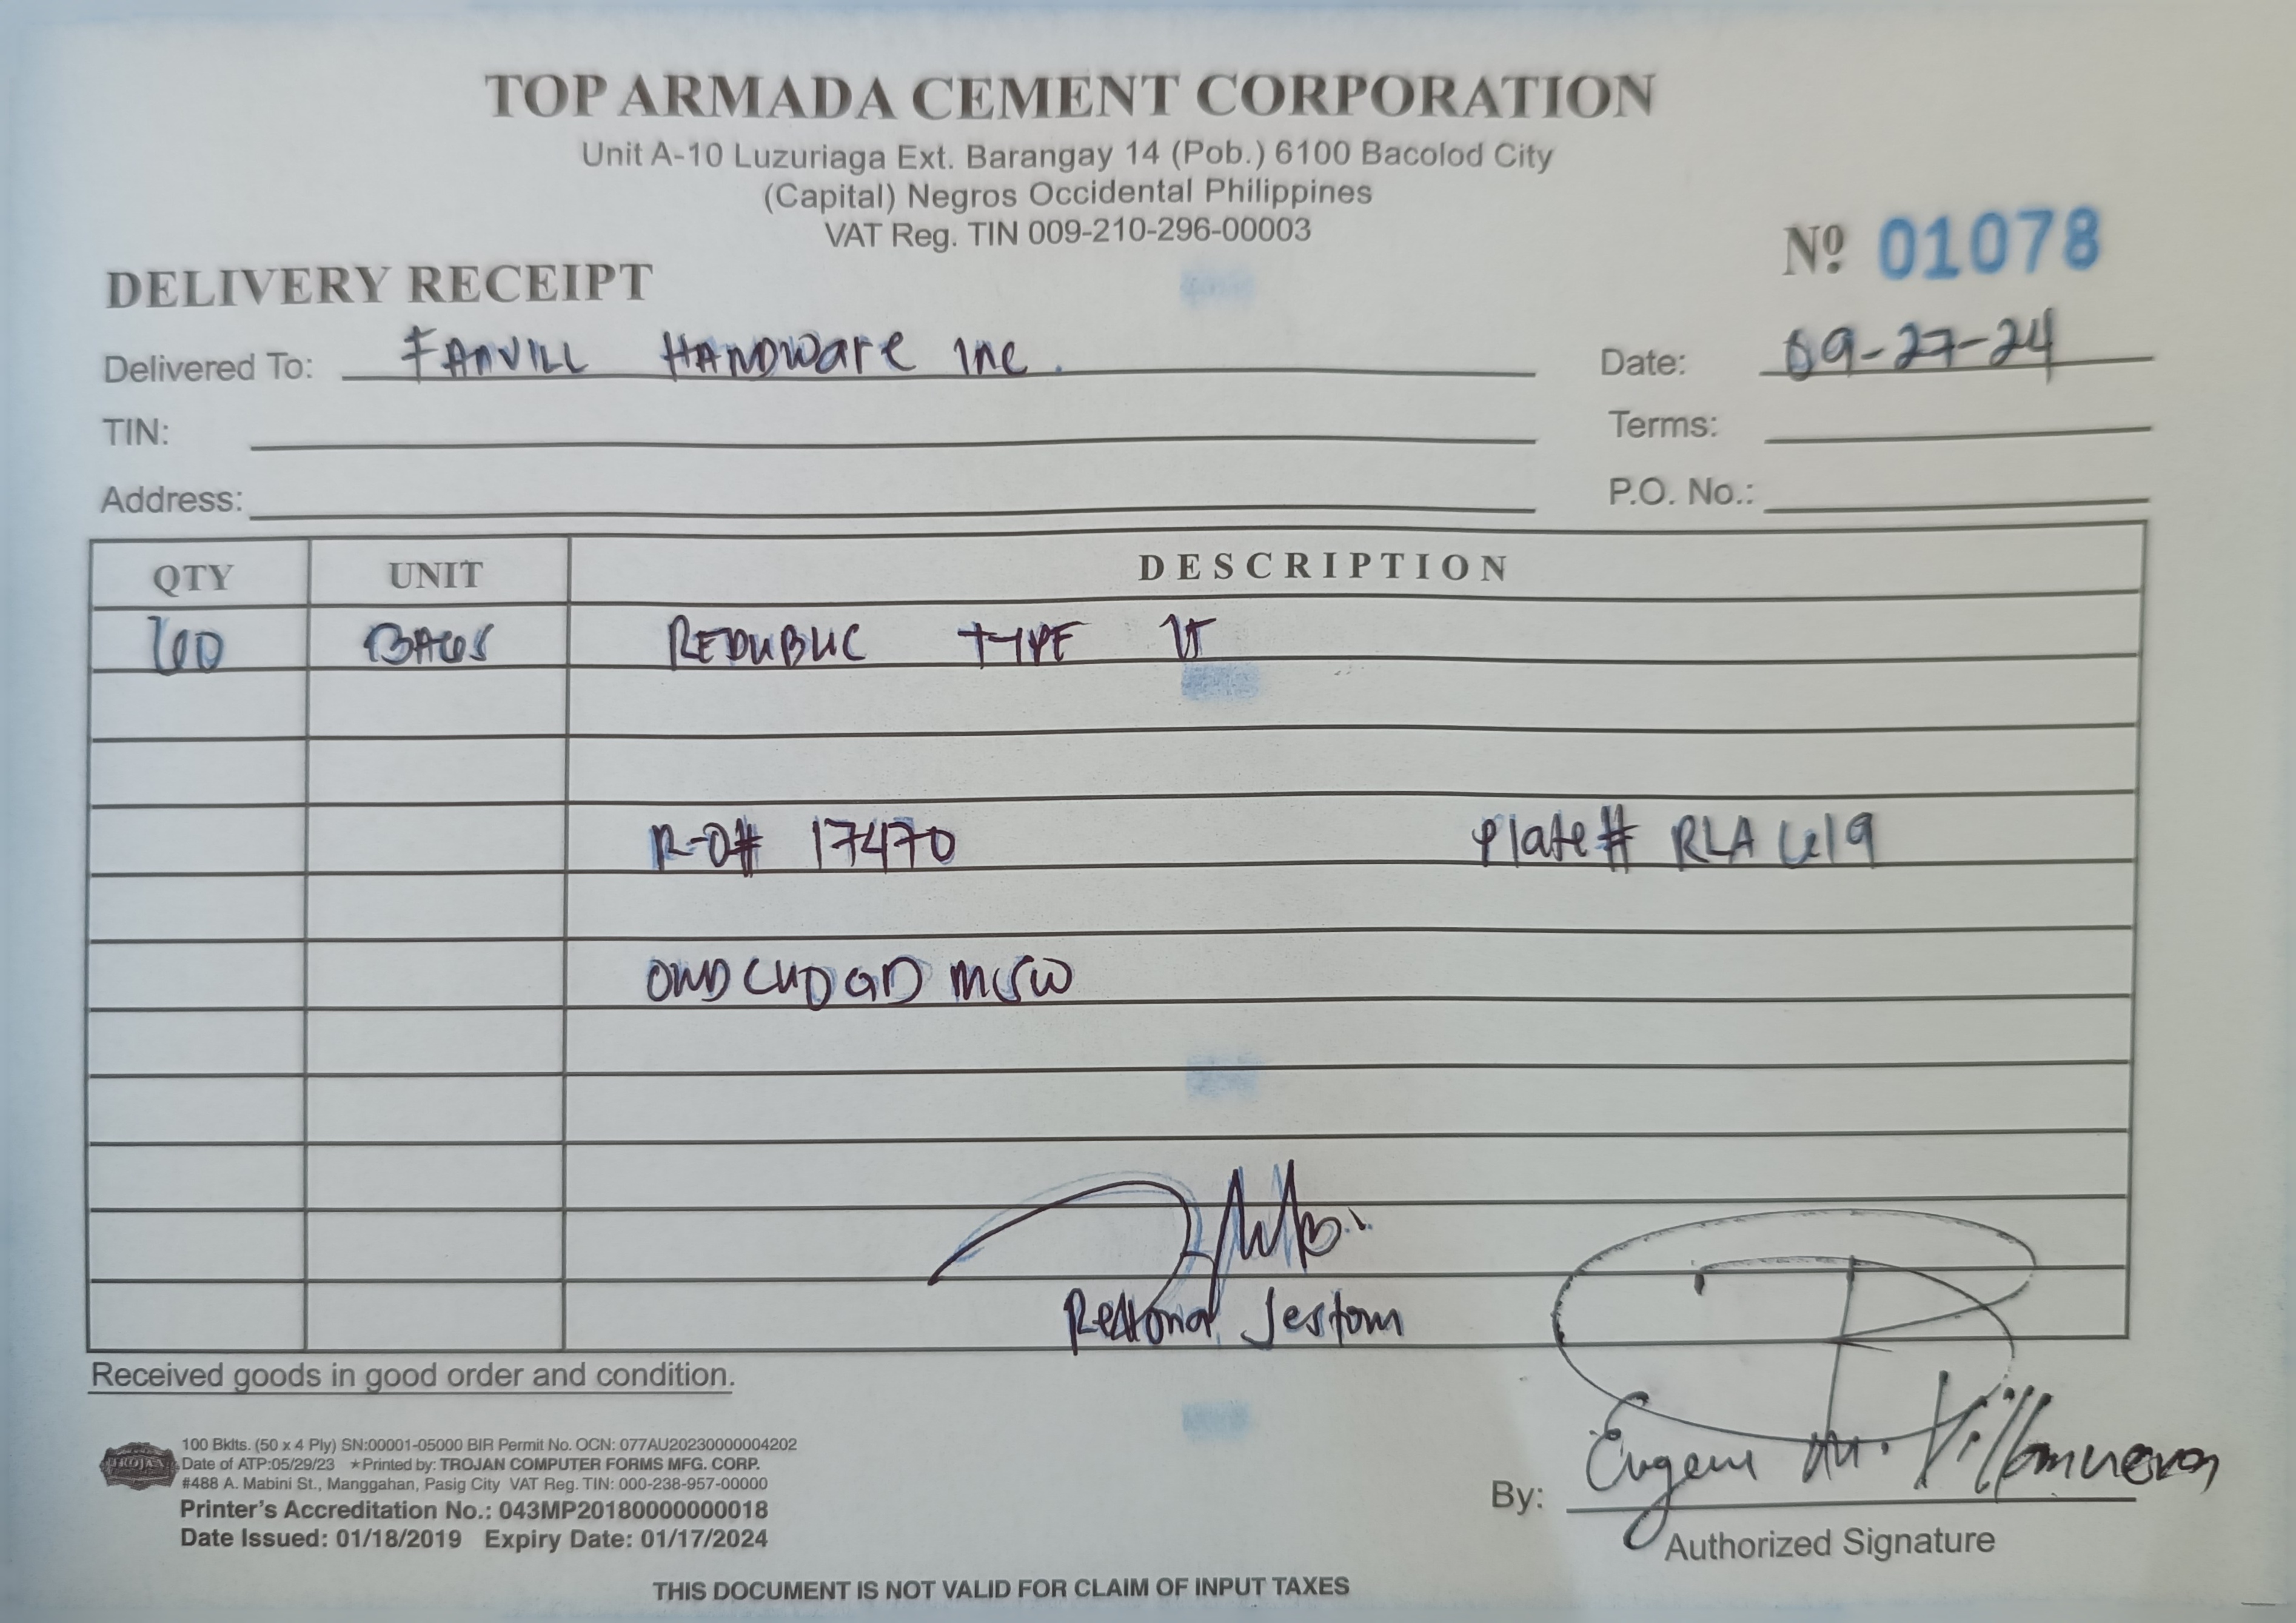 TOP ARMADA CEMENT CORPORATION
Unit A-10 Luzuriaga Ext. Barangay 14 (Pob.) 6100 Bacolod City
(Capital) Negros Occidental Philippines
VAT Reg. TIN 009-210-296-00003
Nº 01078
DELIVERY RECEIPT
Delivered To: FANVILL HANDWare Inc. Date: 09-27-24
TIN: Terms:
Address: P.O. No.:
QTY UNIT DESCRIPTION
BAGS REPUBLIC TYPE
R-O# 17470 Plate# RLA 619
Jestom
Received goods in good order and condition.
TROJAN
100 Bklts. (50 x 4 Ply) SN:00001-05000 BIR Permit No. OCN: 077AU20230000004202
Date of ATP:05/29/23 ★Printed by: TROJAN COMPUTER FORMS MFG. CORP.
#488 A. Mabini St., Manggahan, Pasig City VAT Reg. TIN: 000-238-957-00000
Printer's Accreditation No.: 043MP20180000000018
Date Issued: 01/18/2019 Expiry Date: 01/17/2024
By: Eugene M. Villanueva
Authorized Signature
THIS DOCUMENT IS NOT VALID FOR CLAIM OF INPUT TAXES